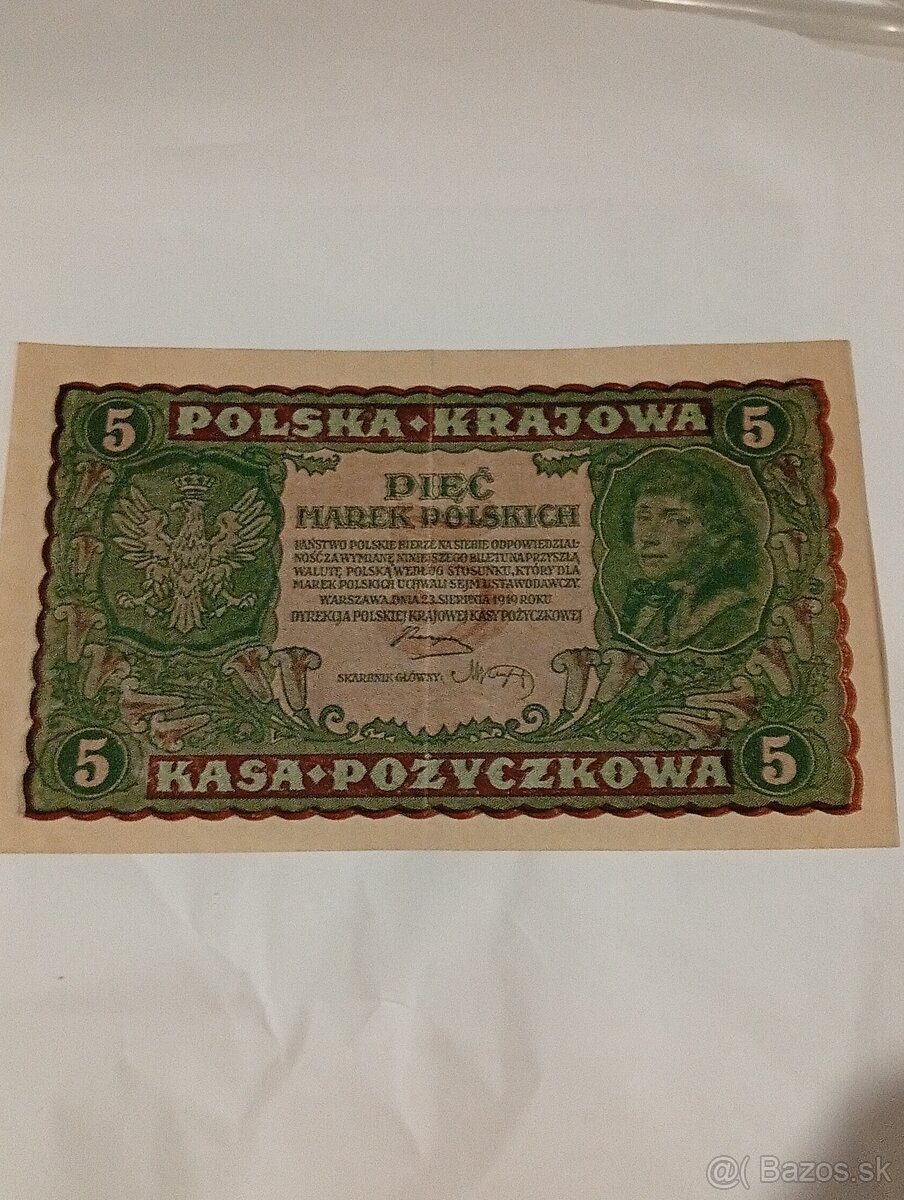 5 POLSKA·KRAJOWA 5
PIĘĆ
MAREK POLSKICH
PAŃSTWO POLSKIE BIERZE NA SIEBIE ODPOWIEDZIAL-
NOŚĆ ZA WYMIANĘ NINIEJSZEGO BILETU NA PRZYSZŁĄ
WALUTĘ POLSKĄ WEDŁUG STOSUNKU, KTÓRY DLA
MAREK POLSKICH UCHWALI SEJM USTAWODAWCZY.
WARSZAWA, DNIA 23. SIERPNIA 1919 ROKU
DYREKCJA POLSKIEJ KRAJOWEJ KASY POŻYCZKOWEJ
SKARBNIK GŁÓWNY:
5 KASA·POŻYCZKOWA 5
@( Bazos.sk